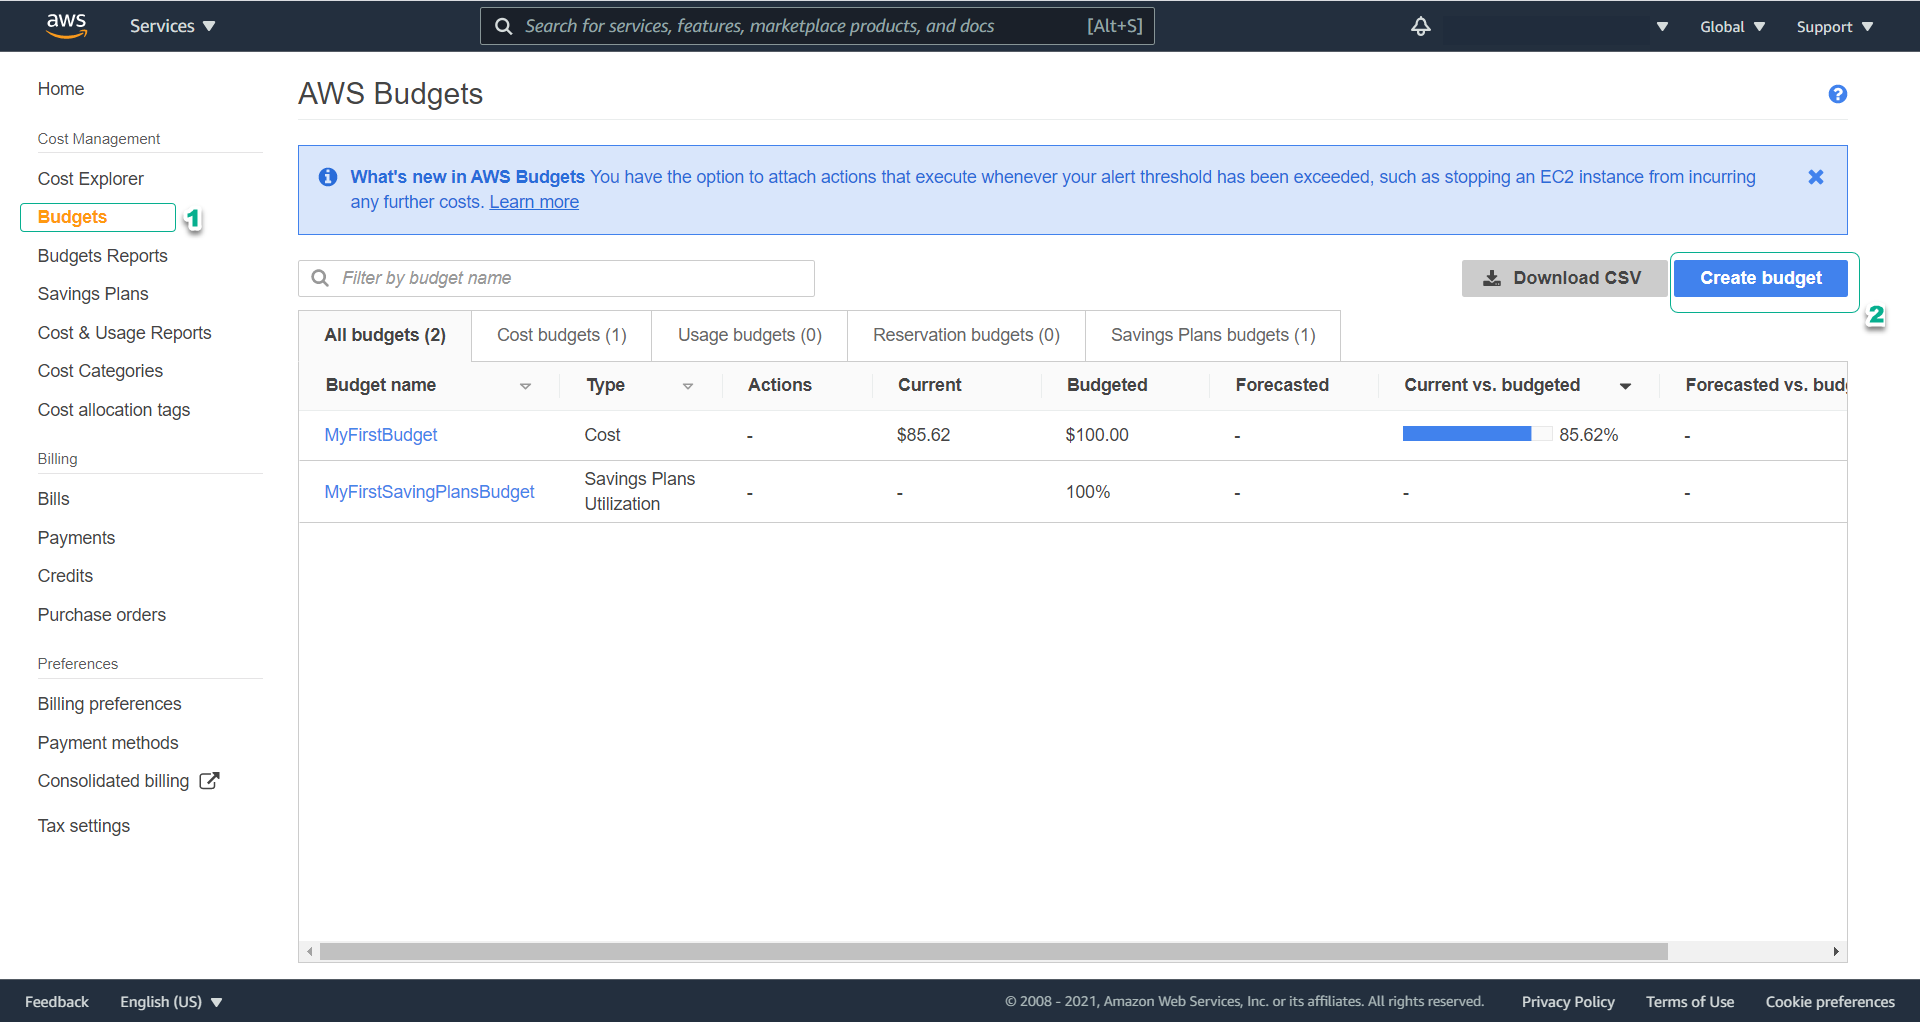 aws
Services
Search for services, features, marketplace products, and docs [Alt+S]
Global
Support
Home
Cost Management
Cost Explorer
Budgets
1
Budgets Reports
Savings Plans
Cost & Usage Reports
Cost Categories
Cost allocation tags
Billing
Bills
Payments
Credits
Purchase orders
Preferences
Billing preferences
Payment methods
Consolidated billing
Tax settings
AWS Budgets
?
What's new in AWS Budgets You have the option to attach actions that execute whenever your alert threshold has been exceeded, such as stopping an EC2 instance from incurring
any further costs. Learn more
Filter by budget name
Download CSV
Create budget
2
All budgets (2) Cost budgets (1) Usage budgets (0) Reservation budgets (0) Savings Plans budgets (1)
Budget name Type Actions Current Budgeted Forecasted Current vs. budgeted Forecasted vs. bud
MyFirstBudget Cost - $85.62 $100.00 - 85.62% -
MyFirstSavingPlansBudget Savings Plans Utilization - - 100% - - -
Feedback English (US) © 2008 - 2021, Amazon Web Services, Inc. or its affiliates. All rights reserved. Privacy Policy Terms of Use Cookie preferences